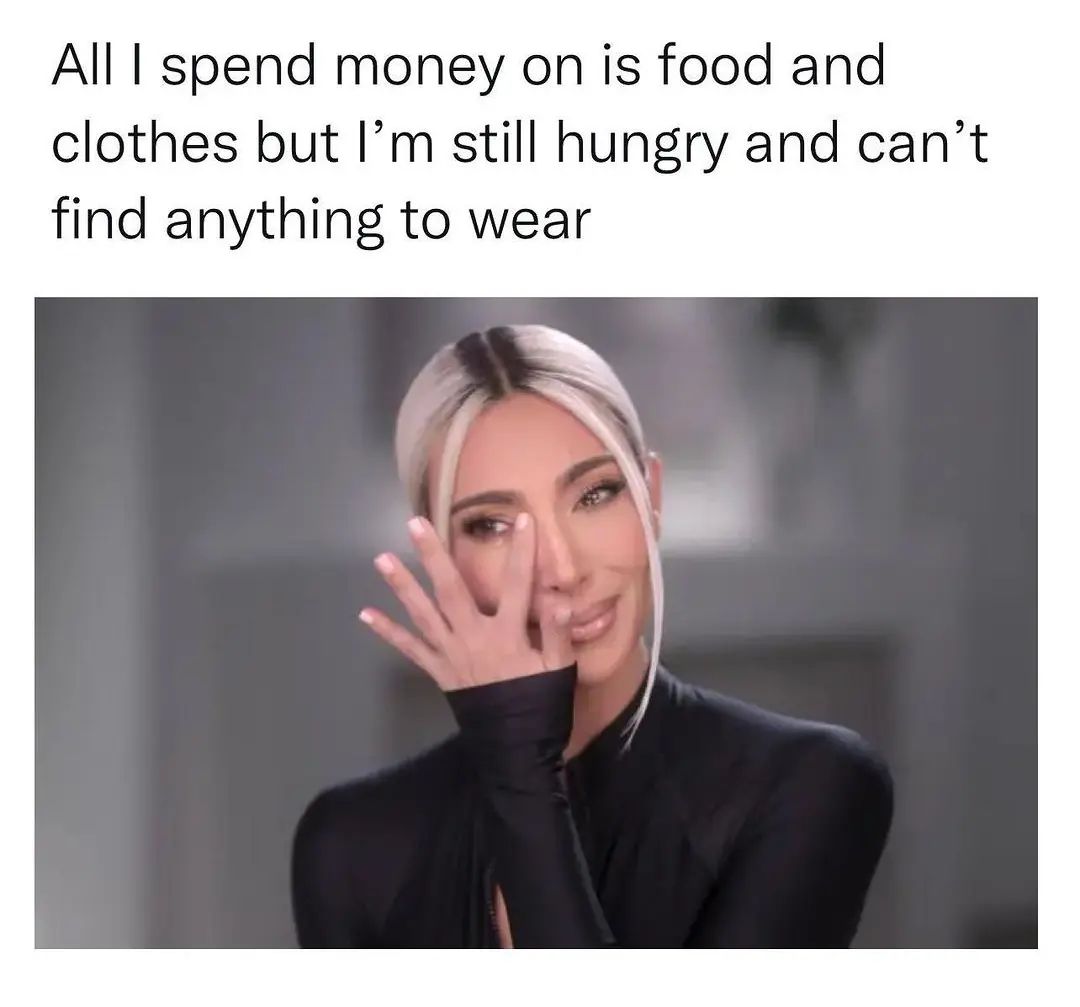 All I spend money on is food and
clothes but I’m still hungry and can’t
find anything to wear